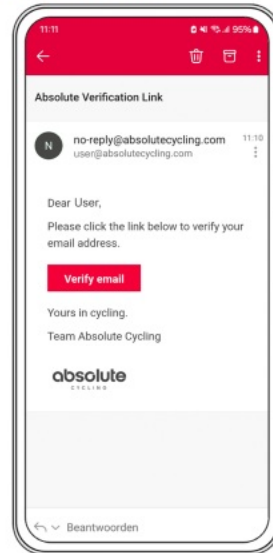 11:11
95%
Absolute Verification Link
N
no-reply@absolutecycling.com 11:10
user@absolutecycling.com
Dear User,
Please click the link below to verify your
email address.
Verify email
Yours in cycling.
Team Absolute Cycling
absolute
CYCLING
Beantwoorden